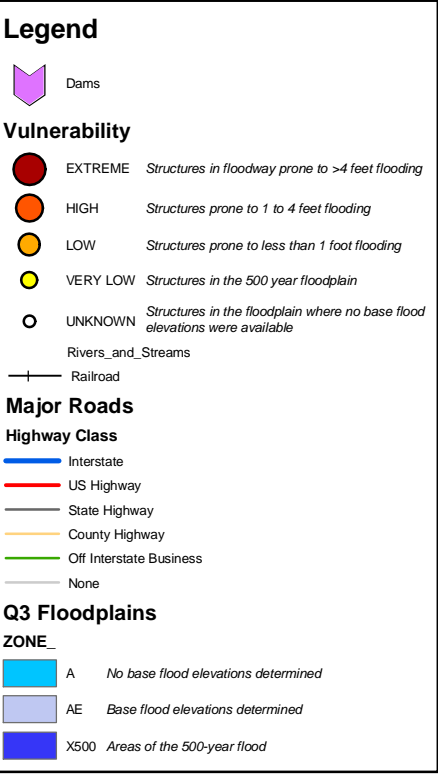 Legend
Dams
Vulnerability
EXTREME Structures in floodway prone to >4 feet flooding
HIGH Structures prone to 1 to 4 feet flooding
LOW Structures prone to less than 1 foot flooding
VERY LOW Structures in the 500 year floodplain
UNKNOWN Structures in the floodplain where no base flood
elevations were available
Rivers_and_Streams
Railroad
Major Roads
Highway Class
Interstate
US Highway
State Highway
County Highway
Off Interstate Business
None
Q3 Floodplains
ZONE_
A No base flood elevations determined
AE Base flood elevations determined
X500 Areas of the 500-year flood